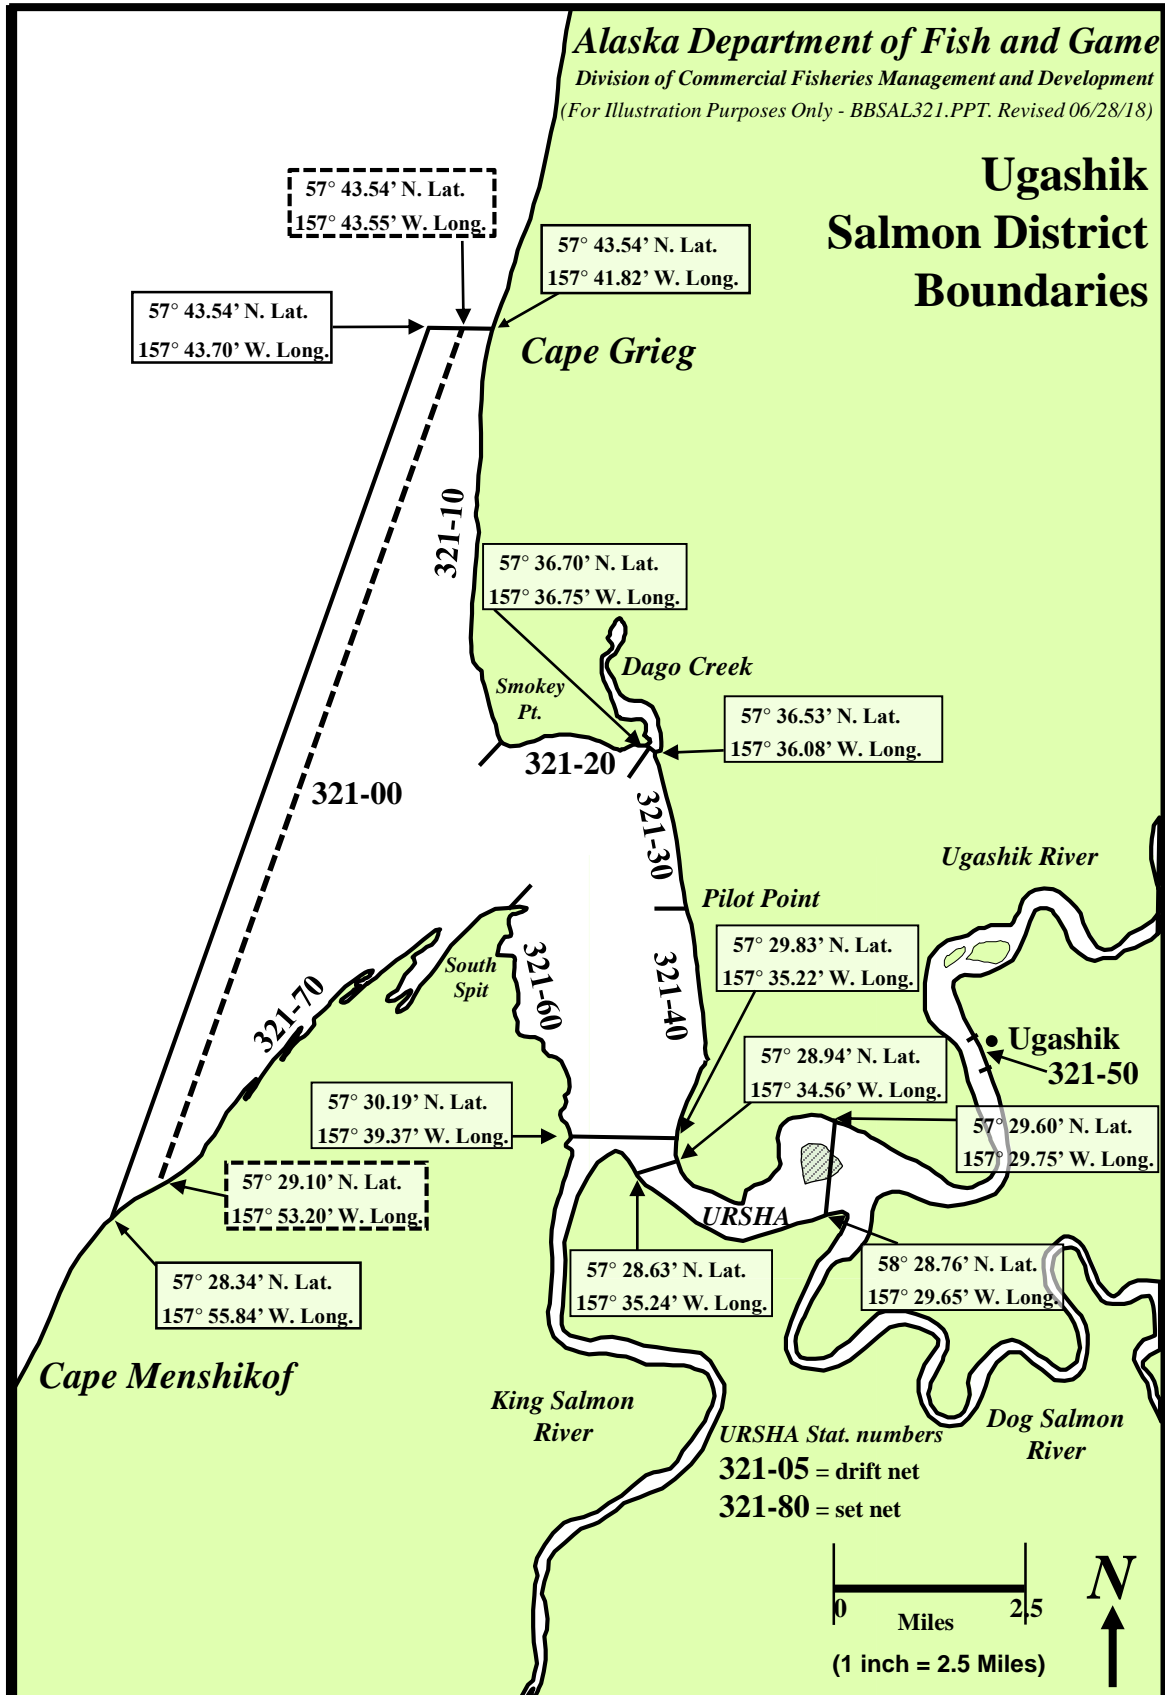 Alaska Department of Fish and Game
Division of Commercial Fisheries Management and Development
(For Illustration Purposes Only - BBSAL321.PPT. Revised 06/28/18)
Ugashik
Salmon District
Boundaries
57° 43.54’ N. Lat.
157° 43.55’ W. Long.
57° 43.54’ N. Lat.
157° 41.82’ W. Long.
57° 43.54’ N. Lat.
157° 43.70’ W. Long.
Cape Grieg
321-10
57° 36.70’ N. Lat.
157° 36.75’ W. Long.
Dago Creek
Smokey
Pt.
57° 36.53’ N. Lat.
157° 36.08’ W. Long.
321-20
321-00
321-30
Ugashik River
Pilot Point
57° 29.83’ N. Lat.
157° 35.22’ W. Long.
South
Spit
321-60
321-40
321-70
Ugashik
321-50
57° 28.94’ N. Lat.
157° 34.56’ W. Long.
57° 30.19’ N. Lat.
157° 39.37’ W. Long.
57° 29.60’ N. Lat.
157° 29.75’ W. Long.
57° 29.10’ N. Lat.
157° 53.20’ W. Long.
URSHA
57° 28.34’ N. Lat.
157° 55.84’ W. Long.
57° 28.63’ N. Lat.
157° 35.24’ W. Long.
58° 28.76’ N. Lat.
157° 29.65’ W. Long.
Cape Menshikof
King Salmon
River
Dog Salmon
River
URSHA Stat. numbers
321-05 = drift net
321-80 = set net
0 2.5
Miles
(1 inch = 2.5 Miles)
N